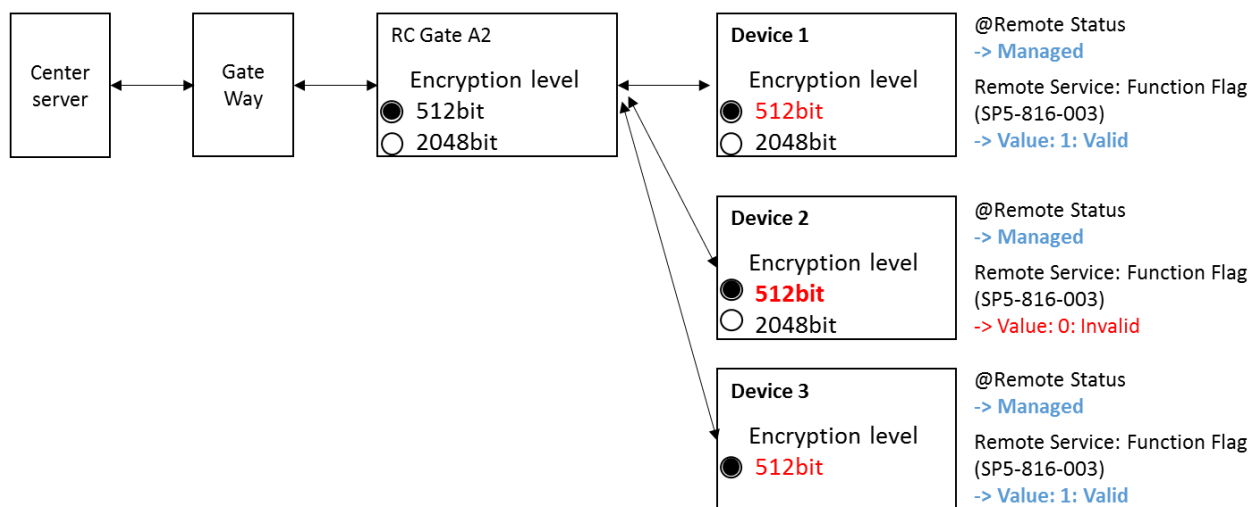 Center
server
Gate
Way
RC Gate A2
Encryption level
512bit
2048bit
Device 1
Encryption level
512bit
2048bit
@Remote Status
-> Managed
Remote Service: Function Flag
(SP5-816-003)
-> Value: 1: Valid
Device 2
Encryption level
512bit
2048bit
@Remote Status
-> Managed
Remote Service: Function Flag
(SP5-816-003)
-> Value: 0: Invalid
Device 3
Encryption level
512bit
@Remote Status
-> Managed
Remote Service: Function Flag
(SP5-816-003)
-> Value: 1: Valid